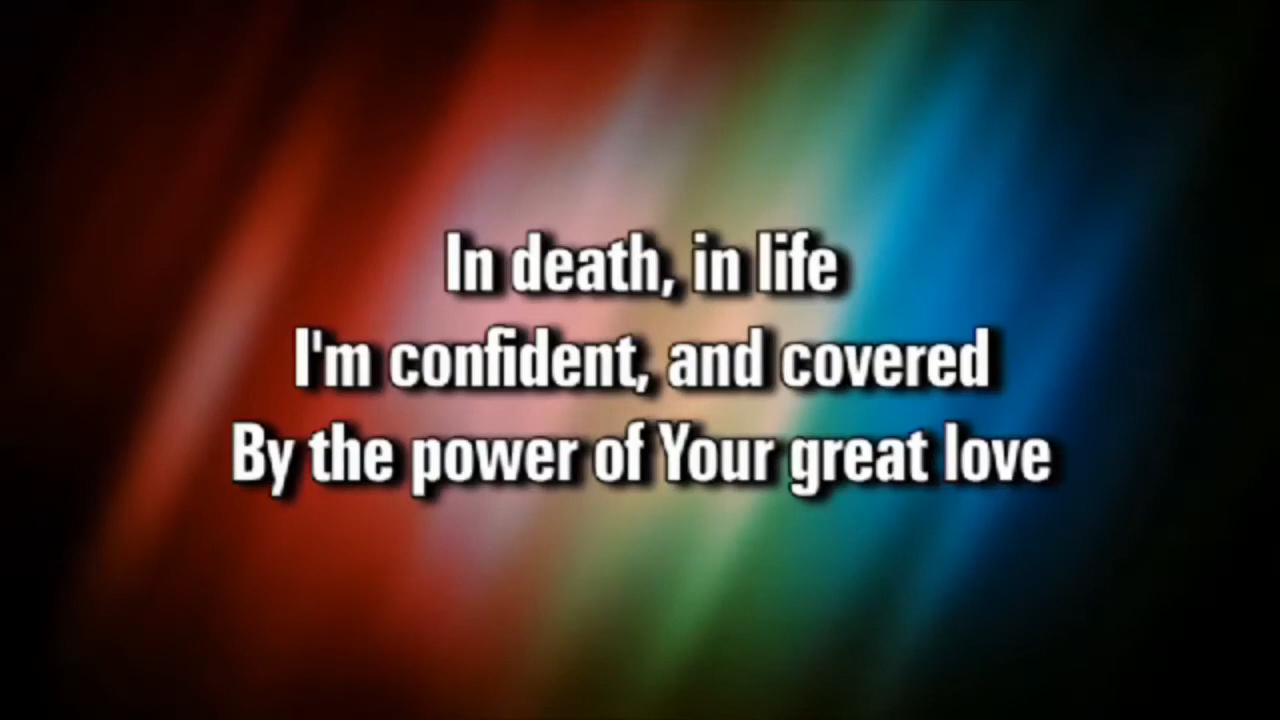 In death, in life
I'm confident, and covered
By the power of Your great love